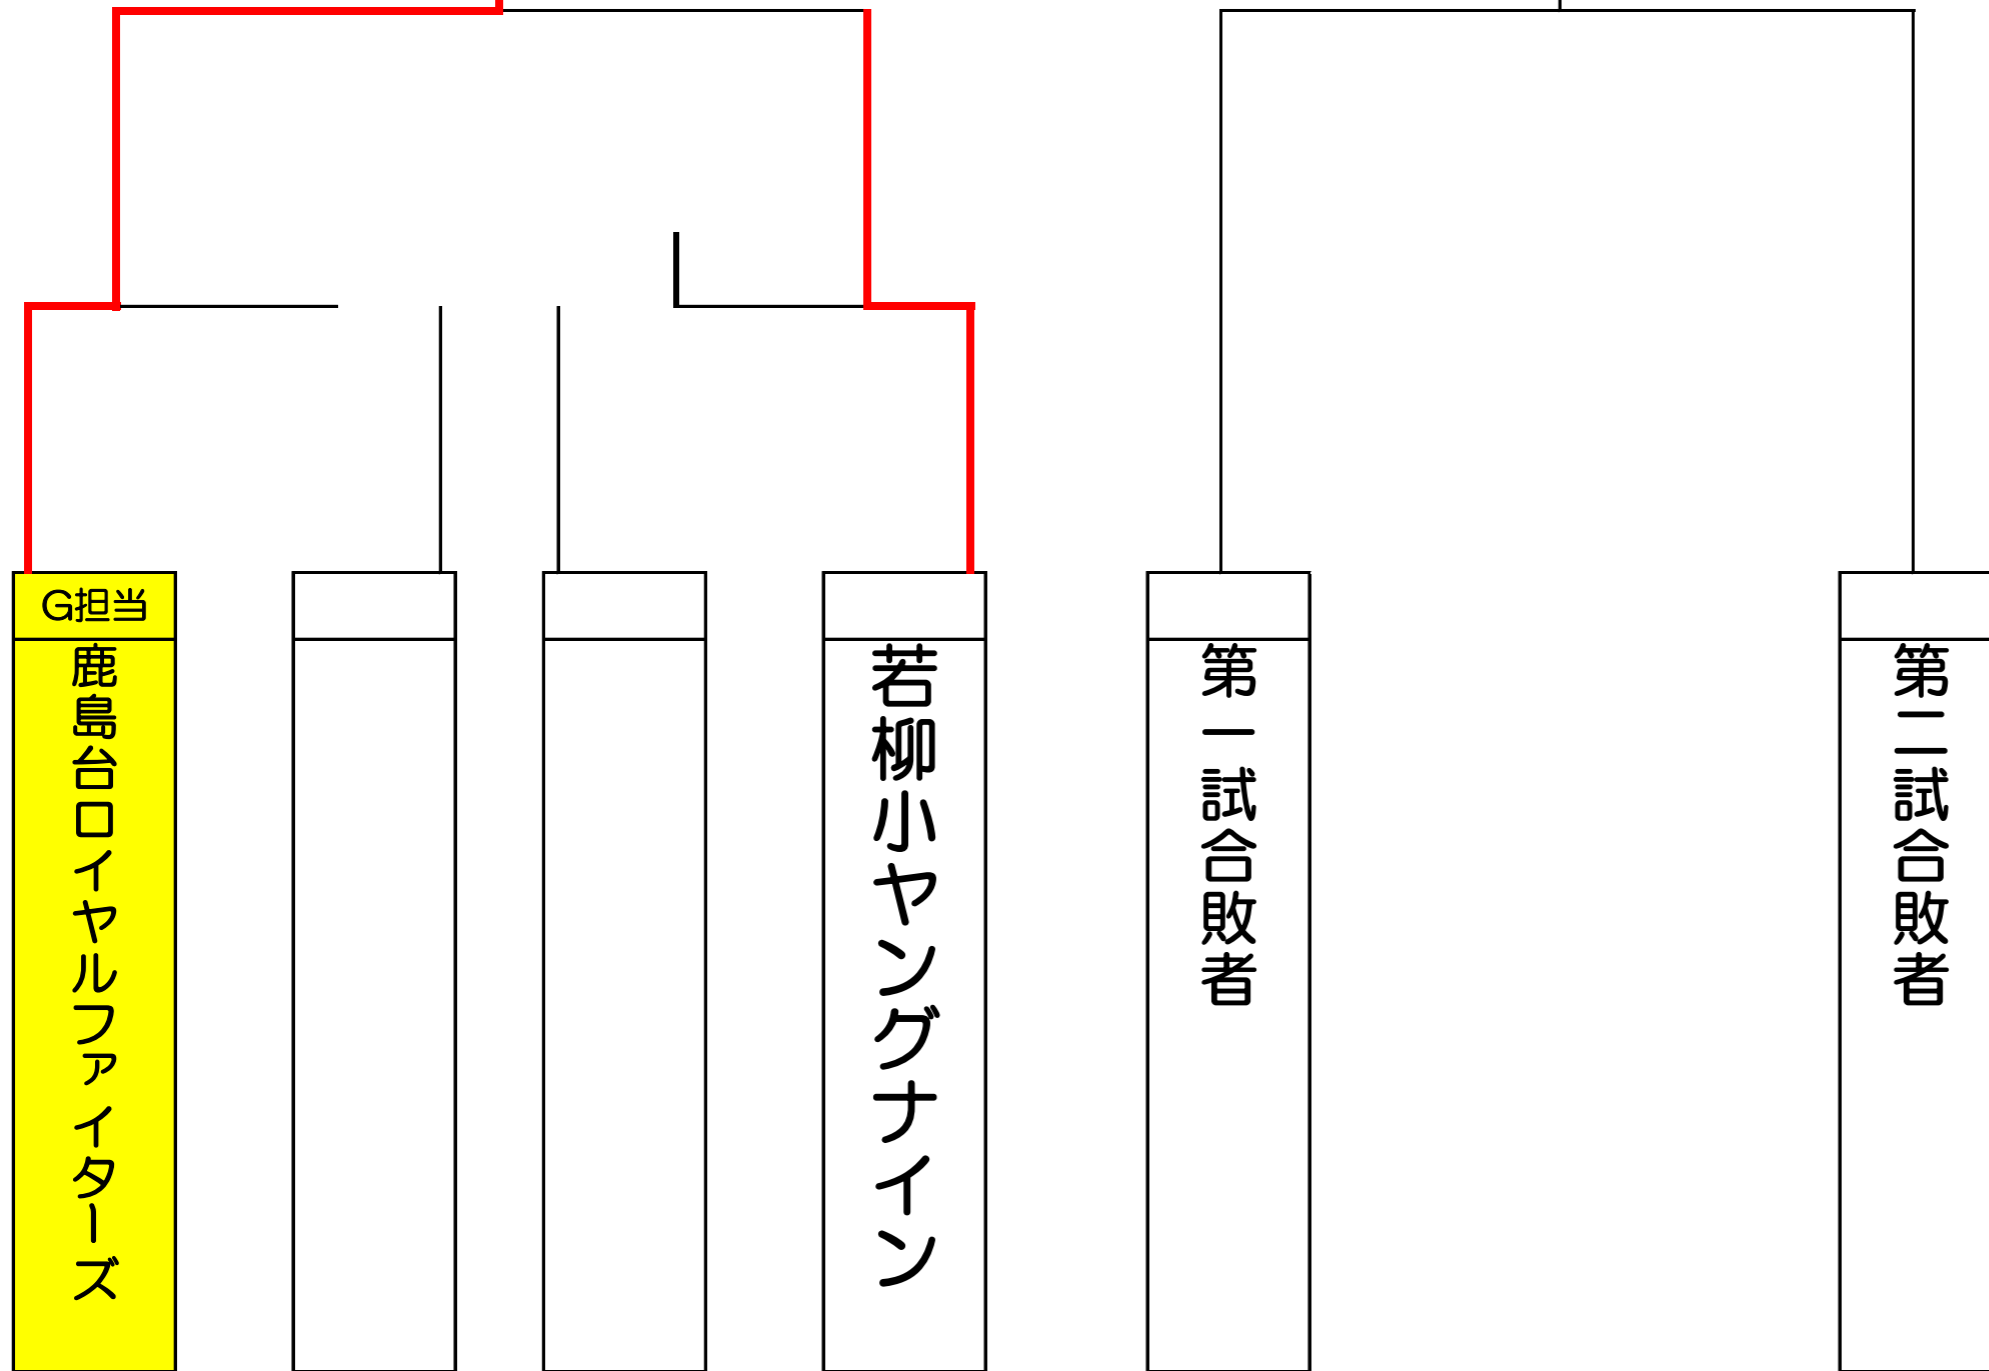 G担当
鹿島台ロイヤルファイターズ
若柳小ヤングナイン
第一試合敗者
第二試合敗者